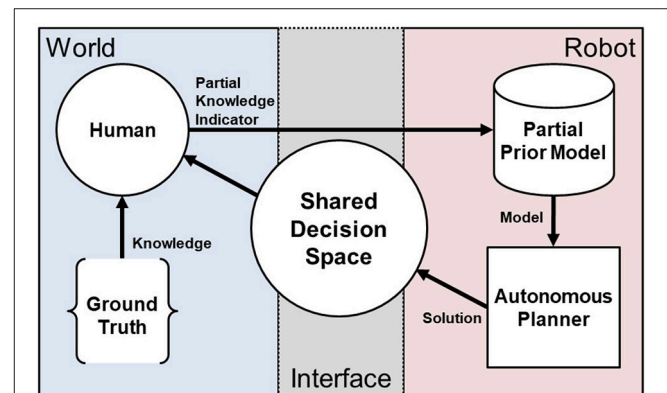 World
Robot
Partial
Knowledge
Indicator
Human
Partial
Prior Model
Shared
Decision
Space
Model
Knowledge
Ground
Truth
Autonomous
Planner
Solution
Interface